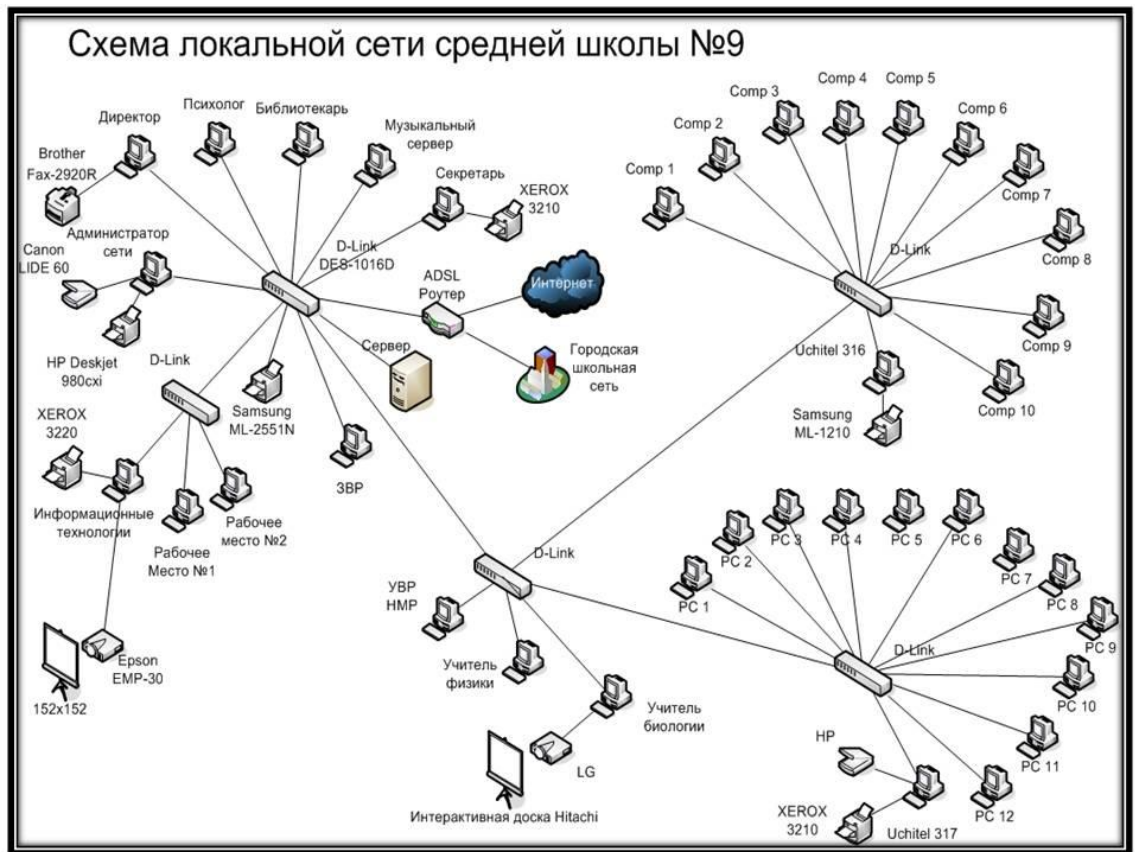 Схема локальной сети средней школы №9
Директор
Психолог
Библиотекарь
Музыкальный
сервер
Секретарь
XEROX
3210
Brother
Fax-2920R
Администратор
сети
Canon
LIDE 60
HP Deskjet
980cxi
D-Link
DES-1016D
ADSL
Роутер
Интернет
Городская
школьная
сеть
Сервер
D-Link
Samsung
ML-2551N
ЗВР
XEROX
3220
Информационные
технологии
Рабочее
Место №1
Рабочее
место №2
Epson
EMP-30
152x152
Comp 1
Comp 2
Comp 3
Comp 4
Comp 5
Comp 6
Comp 7
Comp 8
Comp 9
Comp 10
D-Link
Uchitel 316
Samsung
ML-1210
D-Link
УВР
НМР
Учитель
физики
Учитель
биологии
LG
Интерактивная доска Hitachi
PC 1
PC 2
PC 3
PC 4
PC 5
PC 6
PC 7
PC 8
PC 9
PC 10
PC 11
PC 12
D-Link
HP
XEROX
3210
Uchitel 317